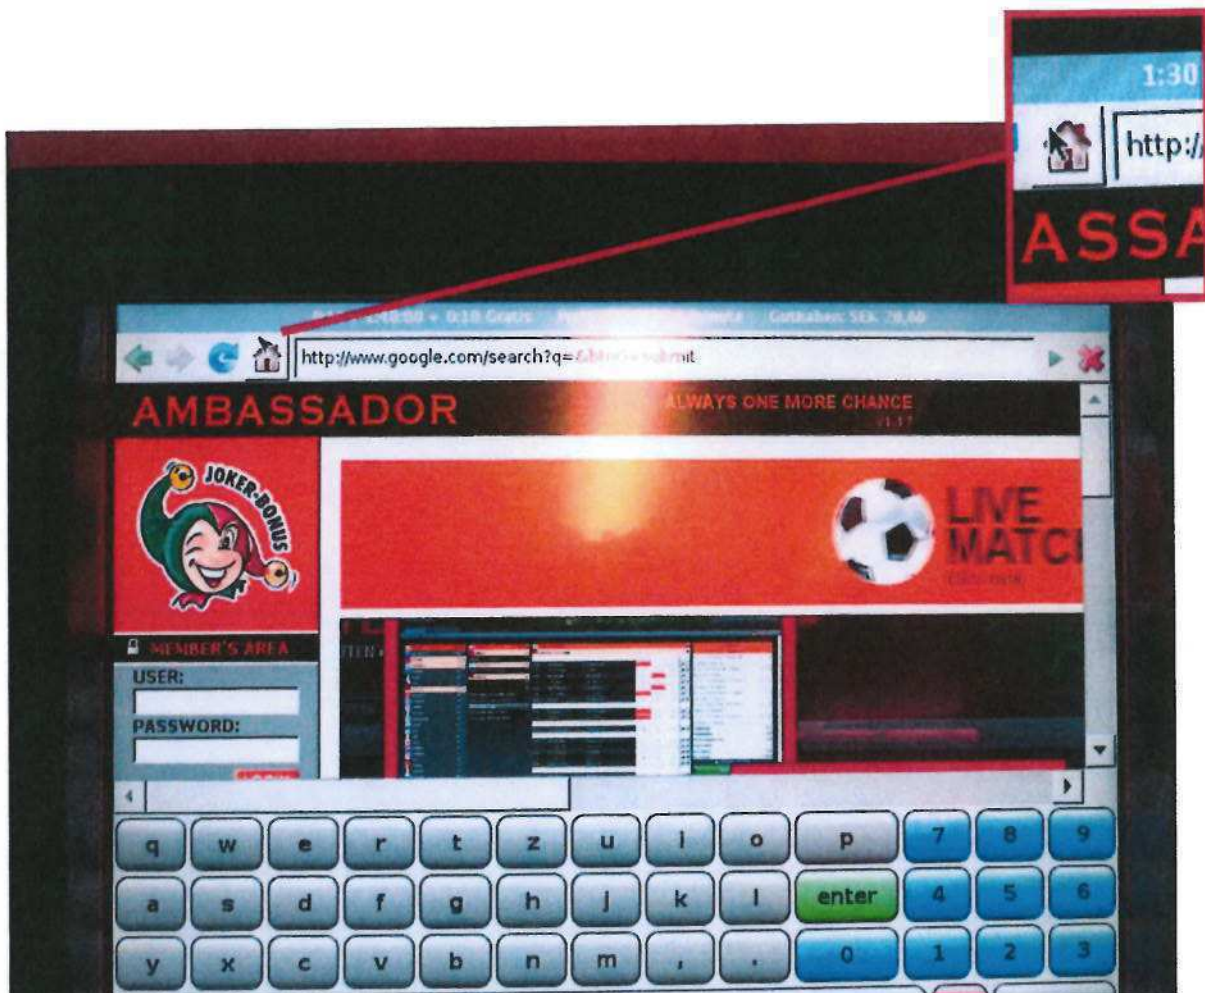 1:30
http://
ASSA
http://www.google.com/search?q=
AMBASSADOR
ALWAYS ONE MORE CHANCE
JOKER-BONUS
LIVE
MATC
MEMBER'S AREA
USER:
PASSWORD:
q w e r t z u i o p 7 8 9
a s d f g h j k l enter 4 5 6
y x c v b n m , . 0 1 2 3